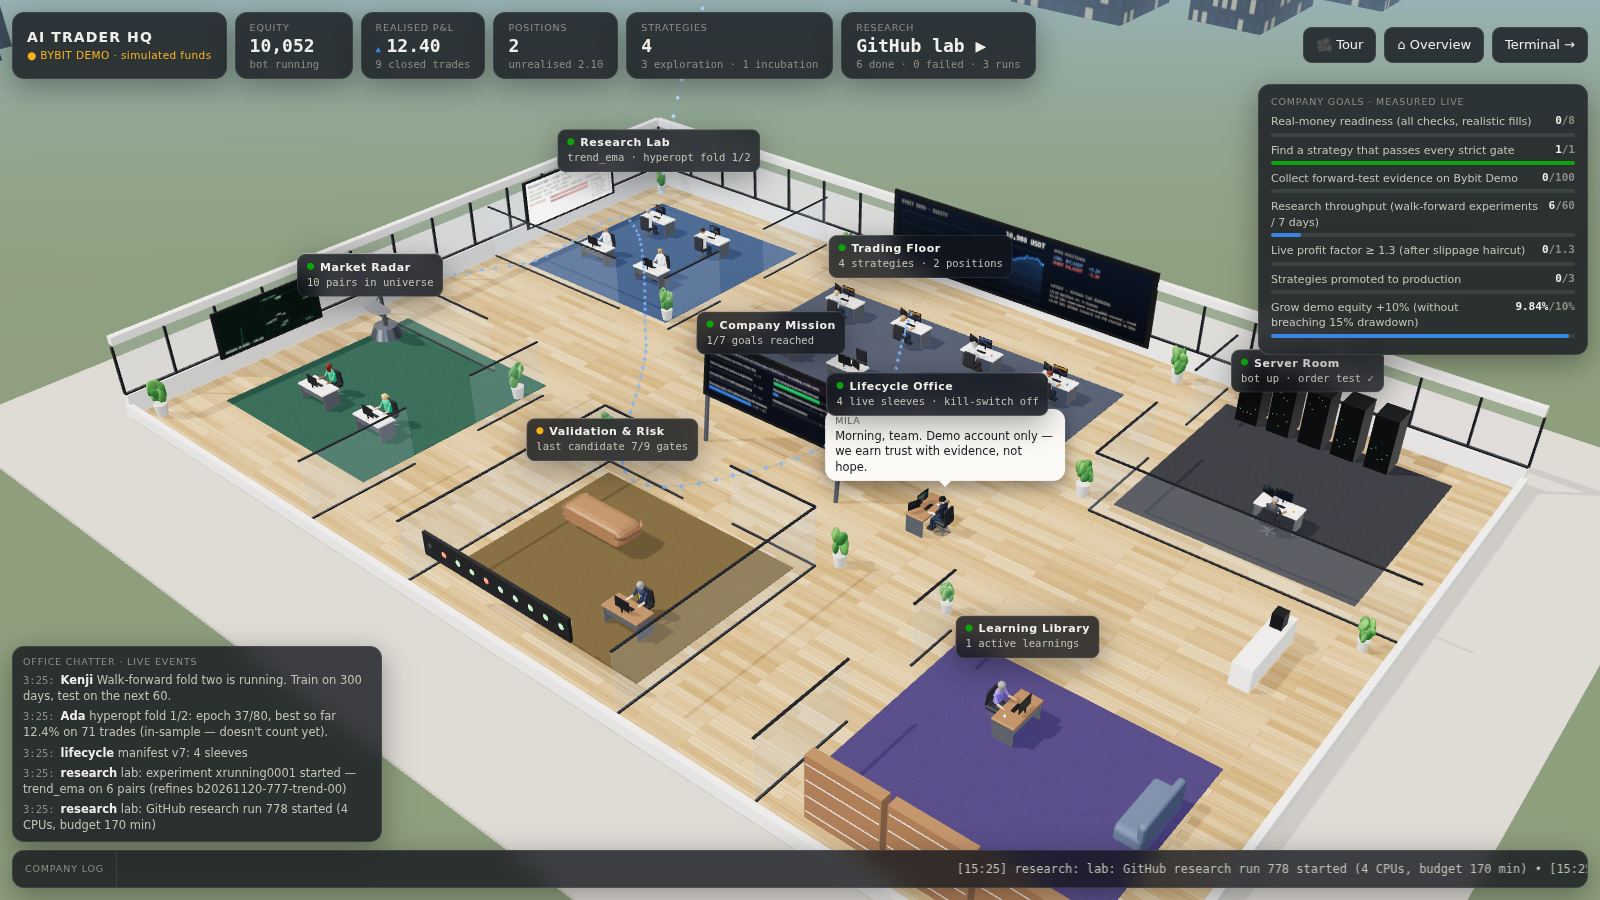 AI TRADER HQ
● BYBIT DEMO · simulated funds
EQUITY
10,052
bot running
REALISED P&L
▲ 12.40
9 closed trades
POSITIONS
2
unrealised 2.10
STRATEGIES
4
3 exploration · 1 incubation
RESEARCH
GitHub lab ▶
6 done · 0 failed · 3 runs
Tour
⌂ Overview
Terminal →
COMPANY GOALS · MEASURED LIVE
Real-money readiness (all checks, realistic fills) 0/8
Find a strategy that passes every strict gate 1/1
Collect forward-test evidence on Bybit Demo 0/100
Research throughput (walk-forward experiments 6/60
/ 7 days)
Live profit factor ≥ 1.3 (after slippage haircut) 0/1.3
Strategies promoted to production 0/3
Grow demo equity +10% (without 9.84%/10%
breaching 15% drawdown)
Research Lab
trend_ema · hyperopt fold 1/2
Market Radar
10 pairs in universe
Trading Floor
4 strategies · 2 positions
Company Mission
1/7 goals reached
Server Room
bot up · order test ✓
Lifecycle Office
4 live sleeves · kill-switch off
MILA
Morning, team. Demo account only —
we earn trust with evidence, not
hope.
Validation & Risk
last candidate 7/9 gates
Learning Library
1 active learnings
OFFICE CHATTER · LIVE EVENTS
3:25: Kenji Walk-forward fold two is running. Train on 300
days, test on the next 60.
3:25: Ada hyperopt fold 1/2: epoch 37/80, best so far
12.4% on 71 trades (in-sample — doesn't count yet).
3:25: lifecycle manifest v7: 4 sleeves
3:25: research lab: experiment xrunning0001 started —
trend_ema on 6 pairs (refines b20261120-777-trend-00)
3:25: research lab: GitHub research run 778 started (4
CPUs, budget 170 min)
COMPANY LOG
[15:25] research: lab: GitHub research run 778 started (4 CPUs, budget 170 min) • [15:25